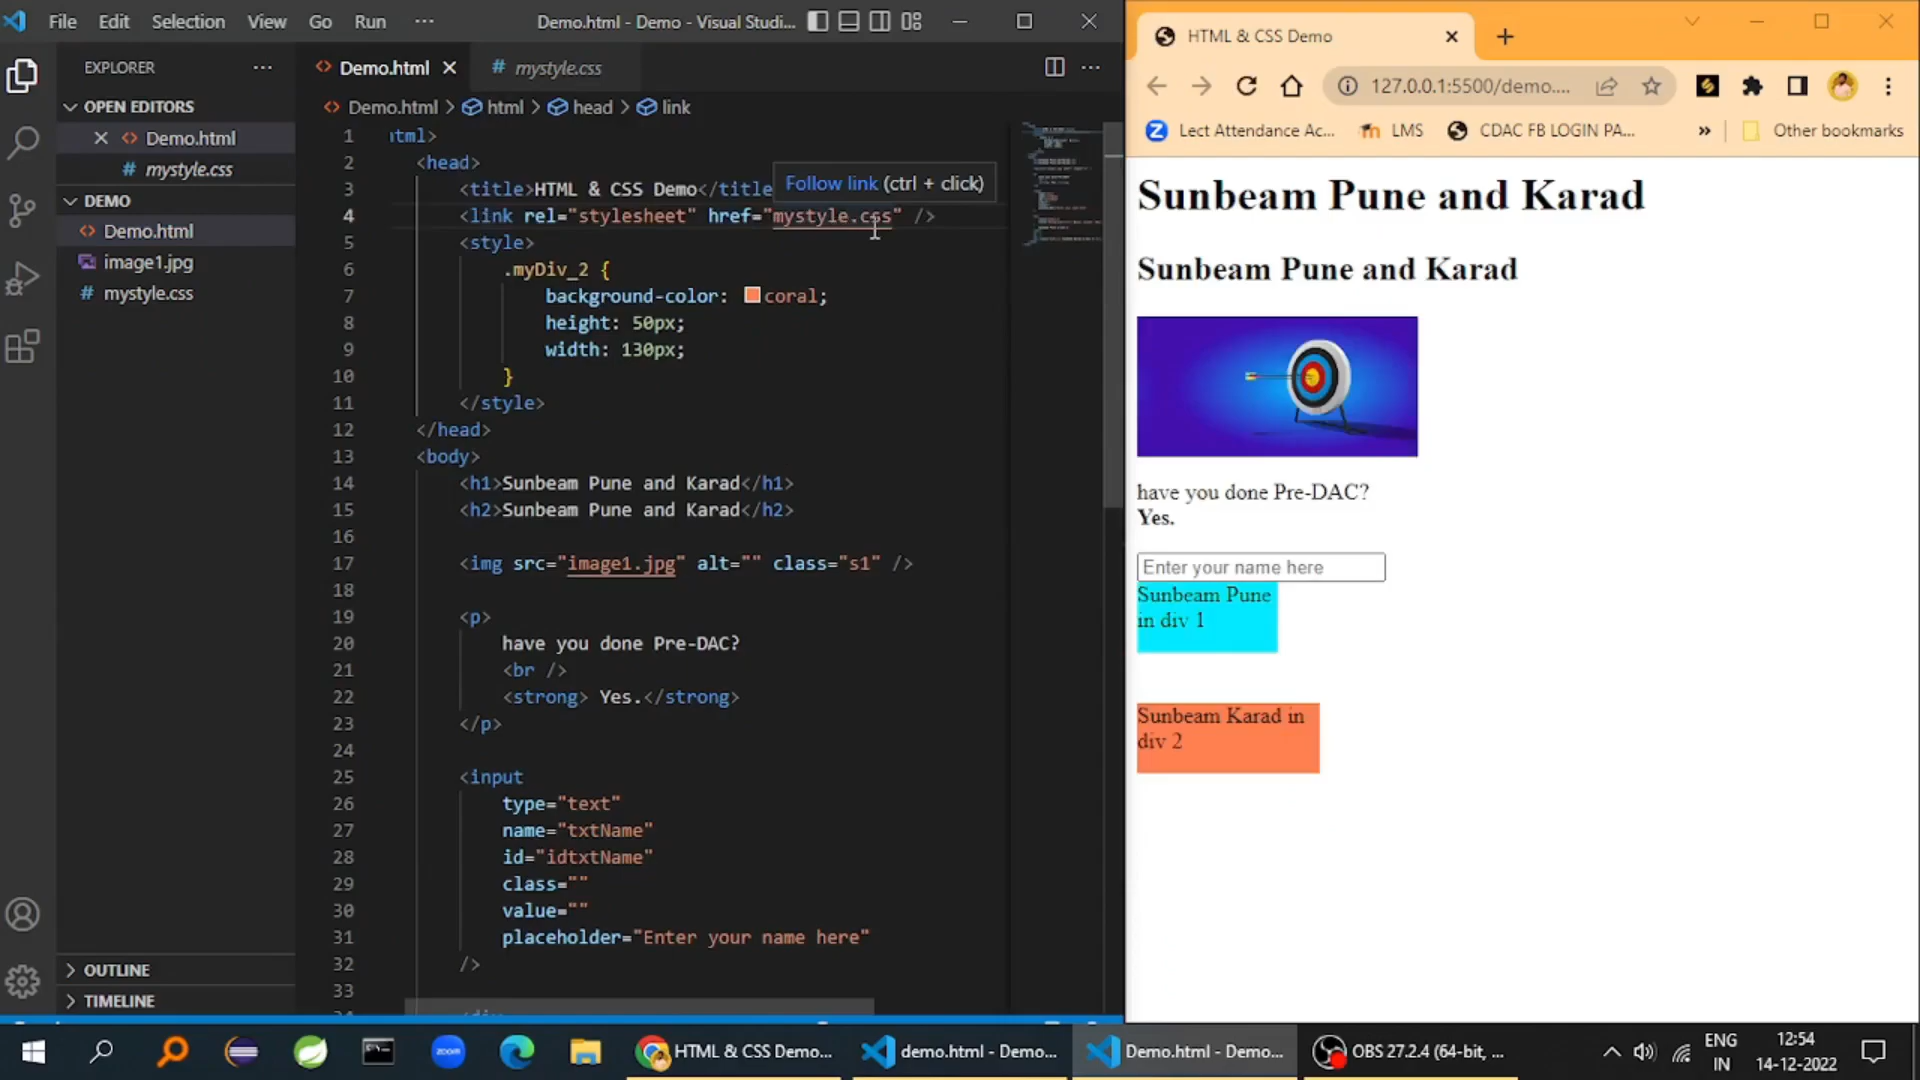 File Edit Selection View Go Run ··· Demo.html - Demo - Visual Studi...
EXPLORER ···
OPEN EDITORS
Demo.html
# mystyle.css
DEMO
Demo.html
image1.jpg
# mystyle.css
OUTLINE
TIMELINE
Demo.html # mystyle.css
Demo.html > html > head > link
1 tml>
2 <head>
3 <title>HTML & CSS Demo</title
Follow link (ctrl + click)
4 <link rel="stylesheet" href="mystyle.css" />
5 <style>
6 .myDiv_2 {
7 background-color: coral;
8 height: 50px;
9 width: 130px;
10 }
11 </style>
12 </head>
13 <body>
14 <h1>Sunbeam Pune and Karad</h1>
15 <h2>Sunbeam Pune and Karad</h2>
16
17 <img src="image1.jpg" alt="" class="s1" />
18
19 <p>
20 have you done Pre-DAC?
21 <br />
22 <strong> Yes.</strong>
23 </p>
24
25 <input
26 type="text"
27 name="txtName"
28 id="idtxtName"
29 class=""
30 value=""
31 placeholder="Enter your name here"
32 />
33
HTML & CSS Demo
127.0.0.1:5500/demo....
Lect Attendance Ac... LMS CDAC FB LOGIN PA... » Other bookmarks
Sunbeam Pune and Karad
Sunbeam Pune and Karad
have you done Pre-DAC?
Yes.
Enter your name here
Sunbeam Pune
in div 1
Sunbeam Karad in
div 2
zoom
HTML & CSS Demo... demo.html - Demo... Demo.html - Demo... OBS 27.2.4 (64-bit, ...
ENG
IN
12:54
14-12-2022